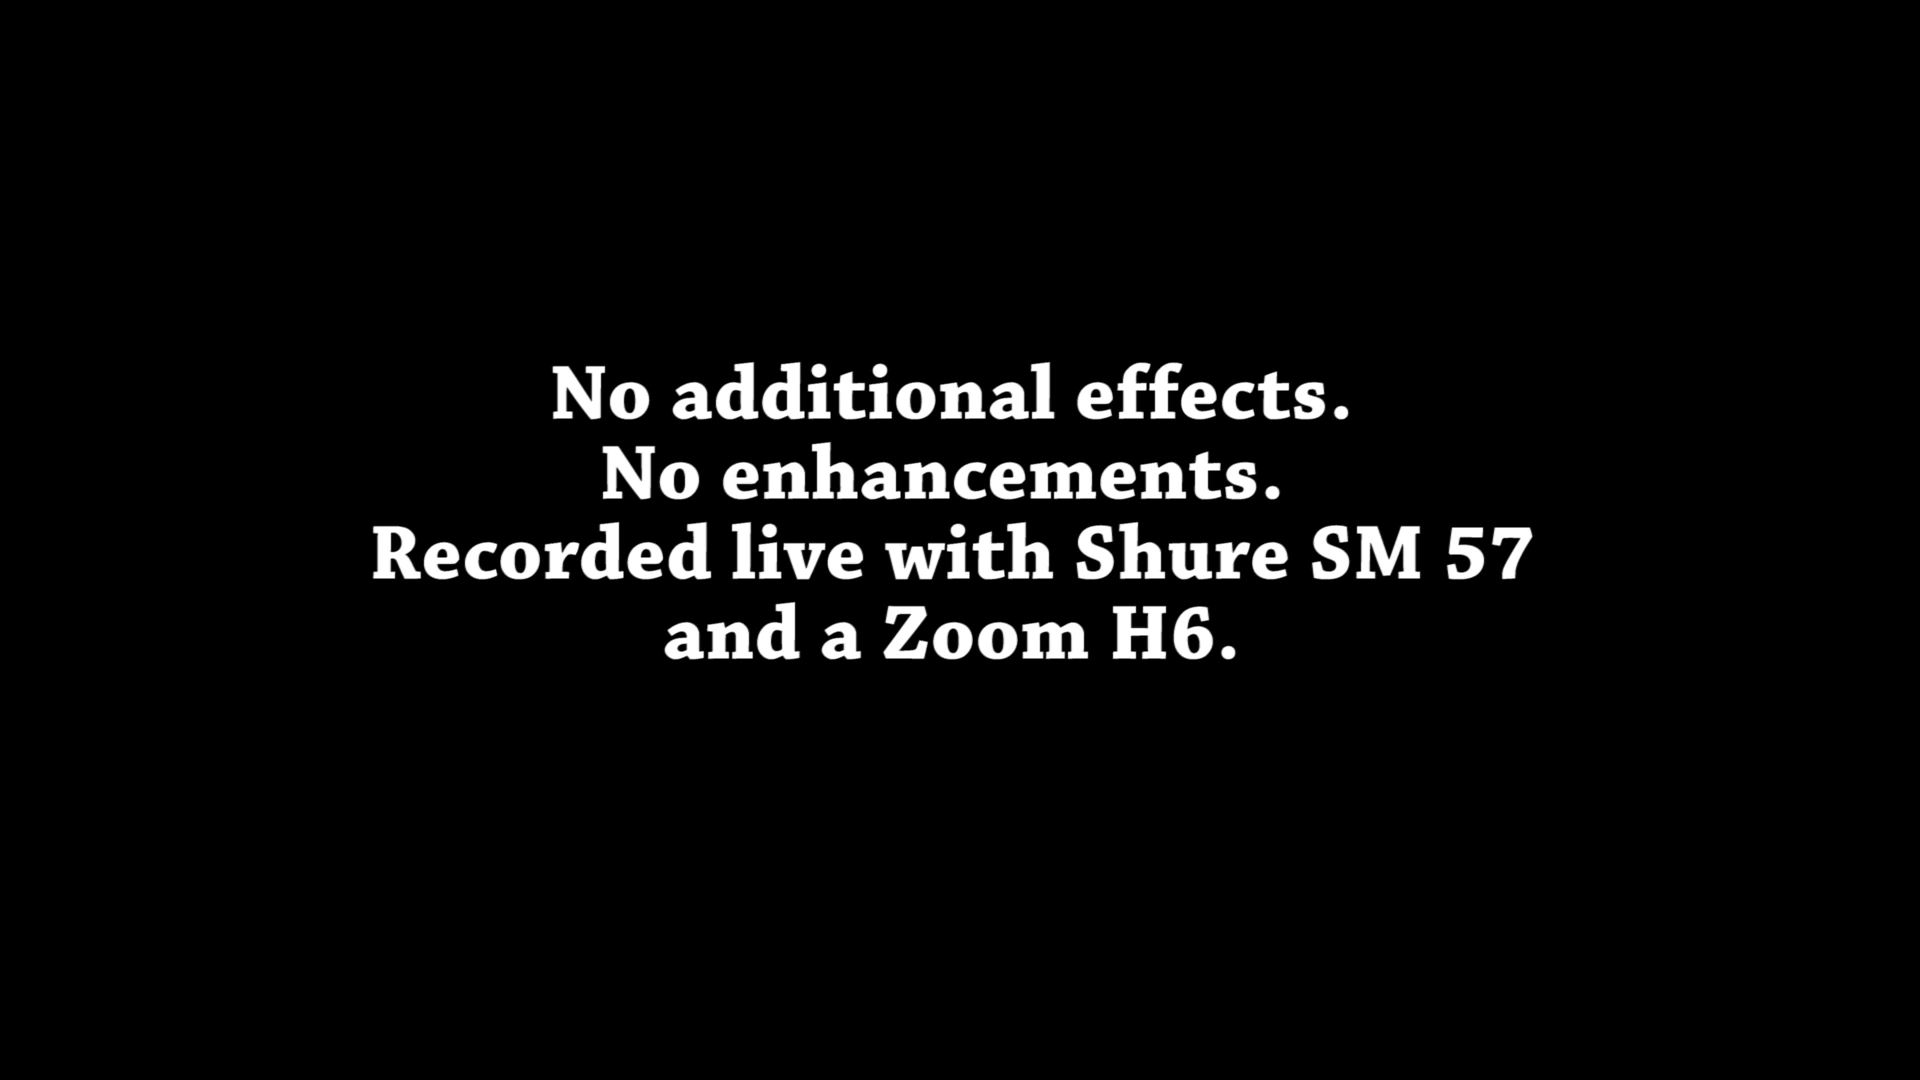 No additional effects.
No enhancements.
Recorded live with Shure SM 57
and a Zoom H6.